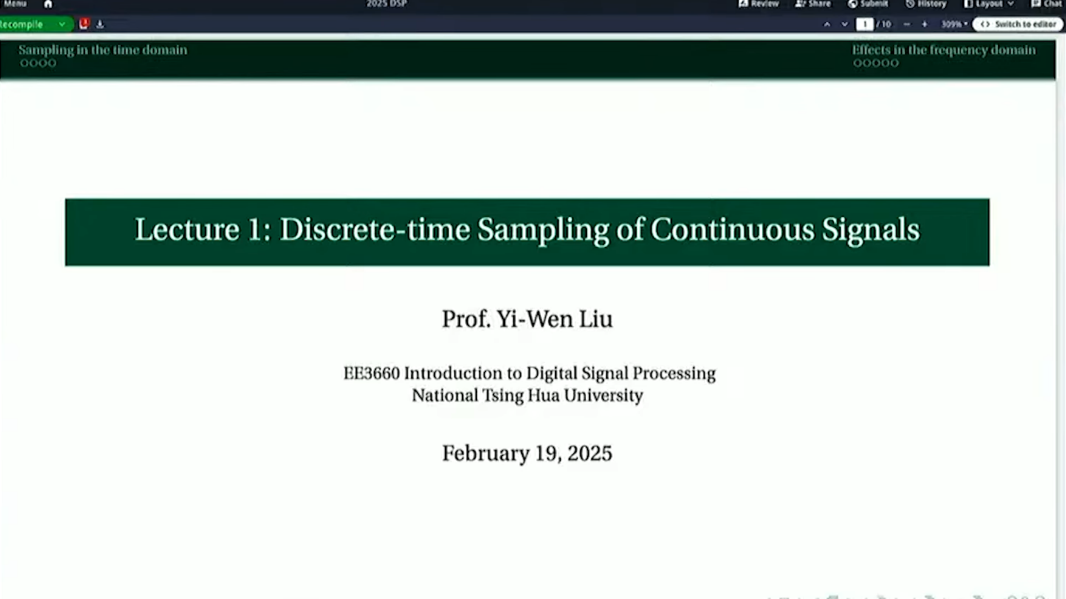 Menu
2025 DSP
Review Share Submit History Layout Chat
Recompile
1 / 10
309%
Switch to editor
Sampling in the time domain
Effects in the frequency domain
Lecture 1: Discrete-time Sampling of Continuous Signals
Prof. Yi-Wen Liu
EE3660 Introduction to Digital Signal Processing
National Tsing Hua University
February 19, 2025